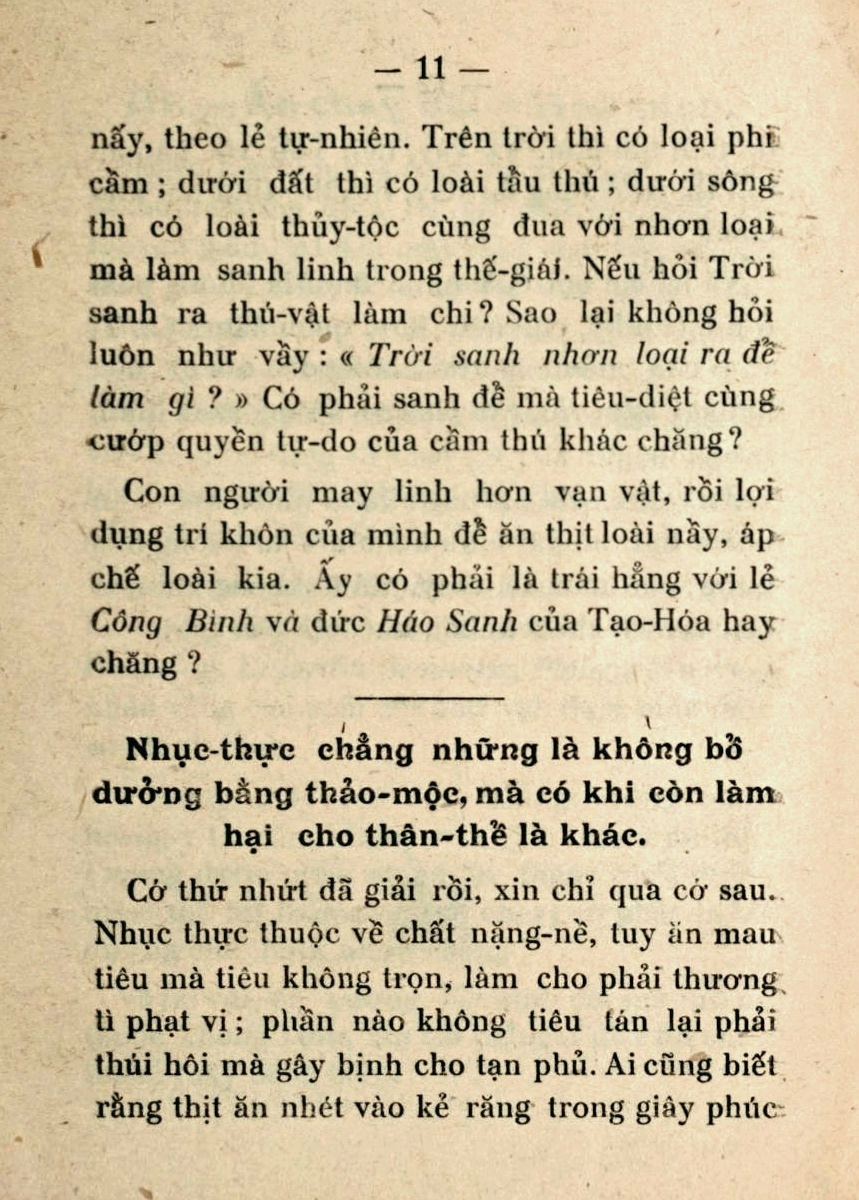 — 11 —
nấy, theo lẻ tự-nhiên. Trên trời thì có loại phi
cầm ; dưới đất thì có loài tẩu thú ; dưới sông
thì có loài thủy-tộc cùng đua với nhơn loại
mà làm sanh linh trong thế-giái. Nếu hỏi Trời
sanh ra thú-vật làm chi ? Sao lại không hỏi
luôn như vầy : « Trời sanh nhơn loại ra để
làm gì ? » Có phải sanh để mà tiêu-diệt cùng
cướp quyền tự-do của cầm thú khác chăng ?
Con người may linh hơn vạn vật, rồi lợi
dụng trí khôn của mình để ăn thịt loài nầy, áp
chế loài kia. Ấy có phải là trái hẳng với lẻ
Công Bình và đức Háo Sanh của Tạo-Hóa hay
chăng ?
Nhục-thực chẳng những là không bổ
dưởng bằng thảo-mộc, mà có khi còn làm
hại cho thân-thể là khác.
Cớ thứ nhứt đã giải rồi, xin chỉ qua cớ sau.
Nhục thực thuộc về chất nặng-nề, tuy ăn mau
tiêu mà tiêu không trọn, làm cho phải thương
tì phạt vị ; phần nào không tiêu tán lại phải
thúi hôi mà gây bịnh cho tạn phủ. Ai cũng biết
rằng thịt ăn nhét vào kẻ răng trong giây phúc